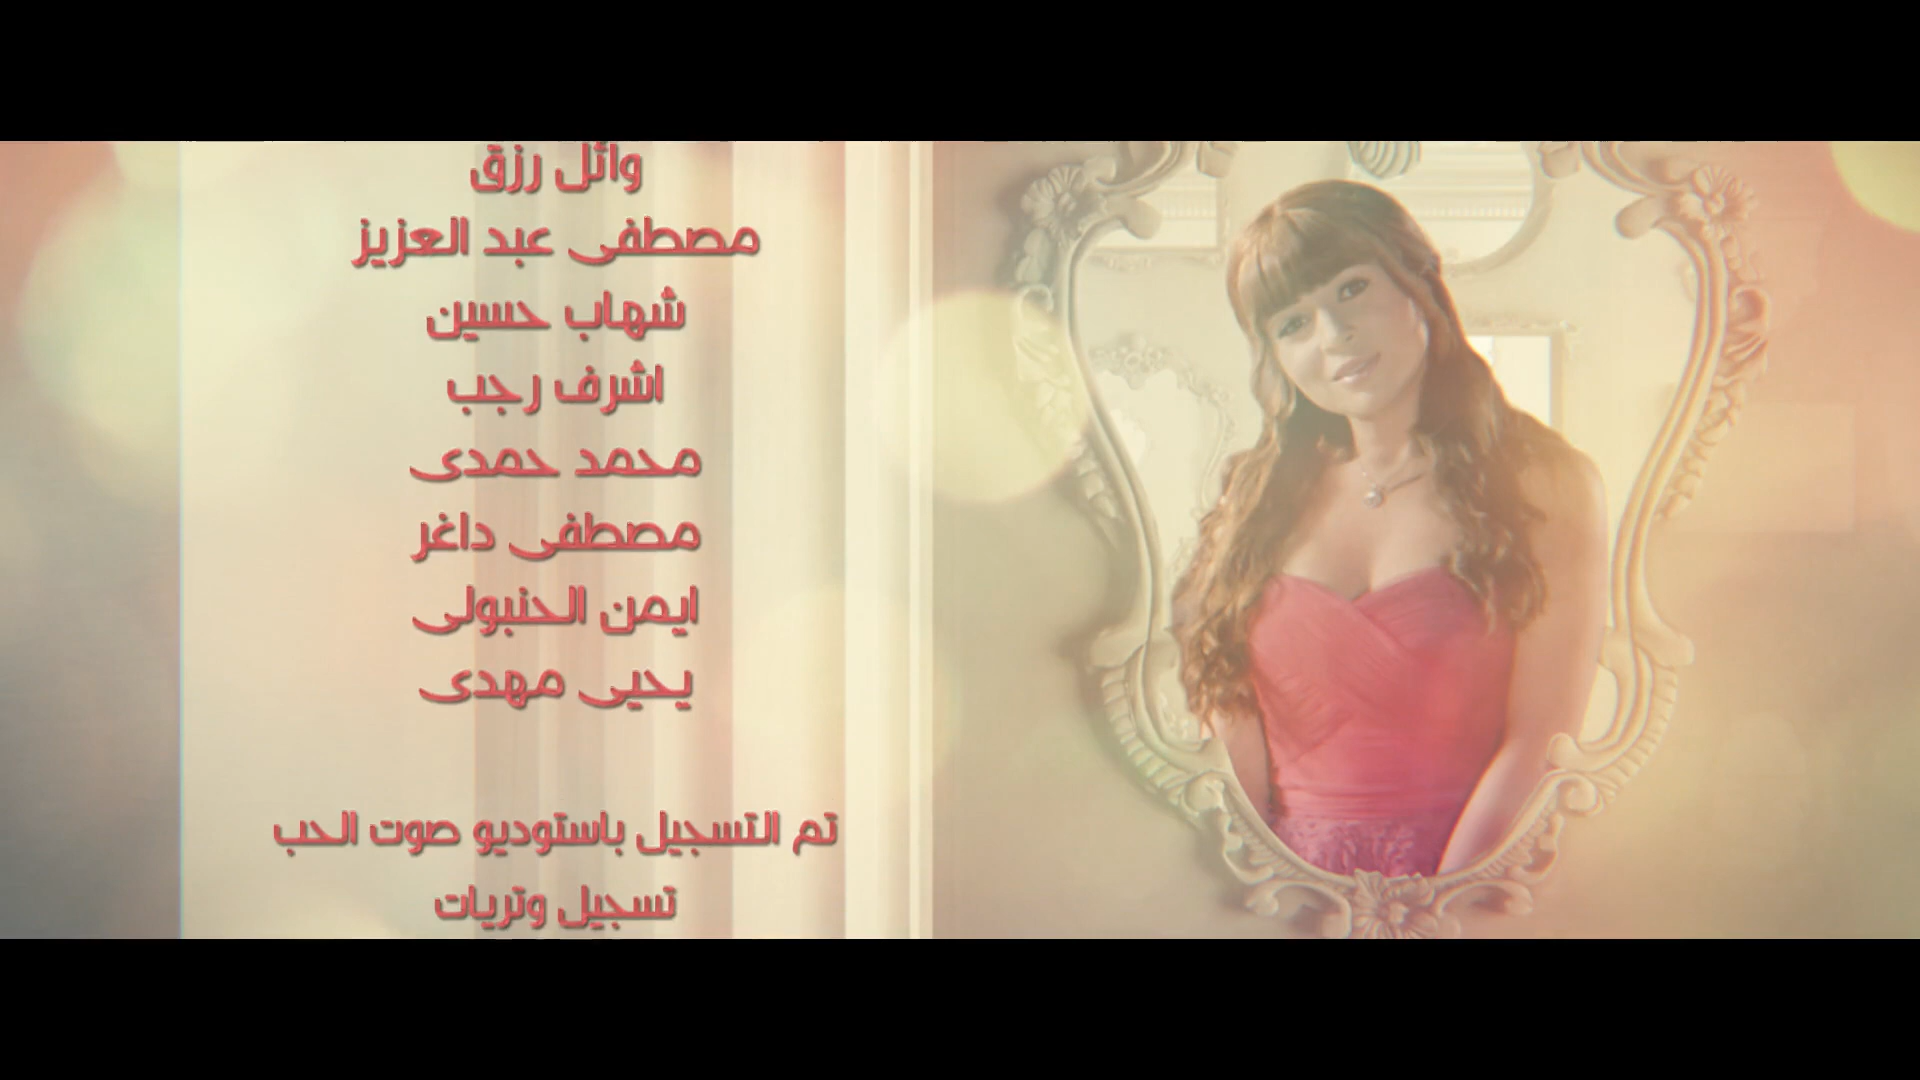 وائل رزق
مصطفى عبد العزيز
شهاب حسين
اشرف رجب
محمد حمدى
مصطفى داغر
ايمن الحنبولى
يحيى مهدى
تم التسجيل باستوديو صوت الحب
تسجيل وتريات